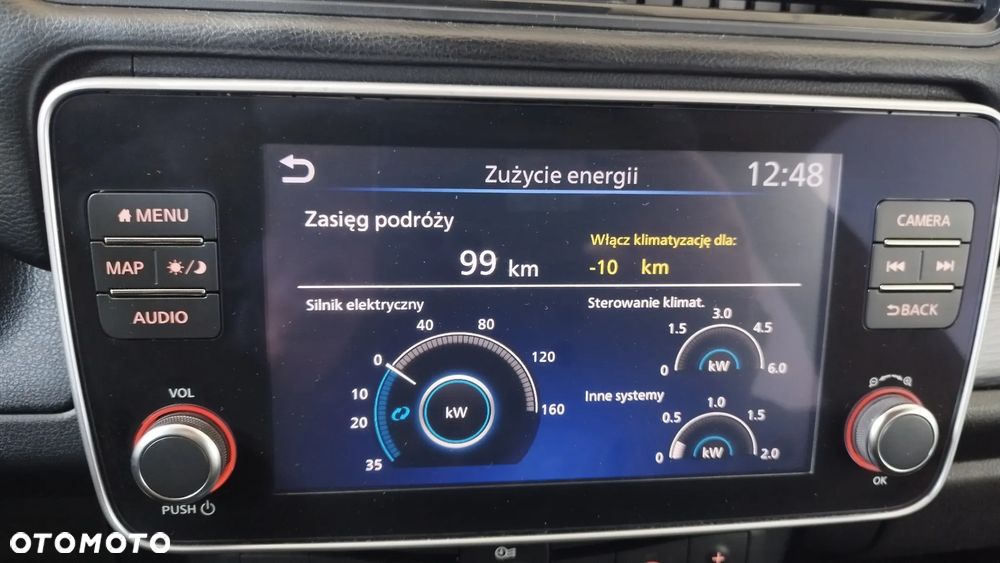 Zużycie energii 12:48
MENU
MAP
AUDIO
VOL
PUSH
Zasięg podróży
99 km
Włącz klimatyzację dla:
-10 km
Silnik elektryczny
40 80
0 120
10
20 160
35
kW
Sterowanie klimat.
3.0
1.5 4.5
0 6.0
kW
Inne systemy
1.0
0.5 1.5
0 2.0
kW
CAMERA
BACK
OK
OTOMOTO